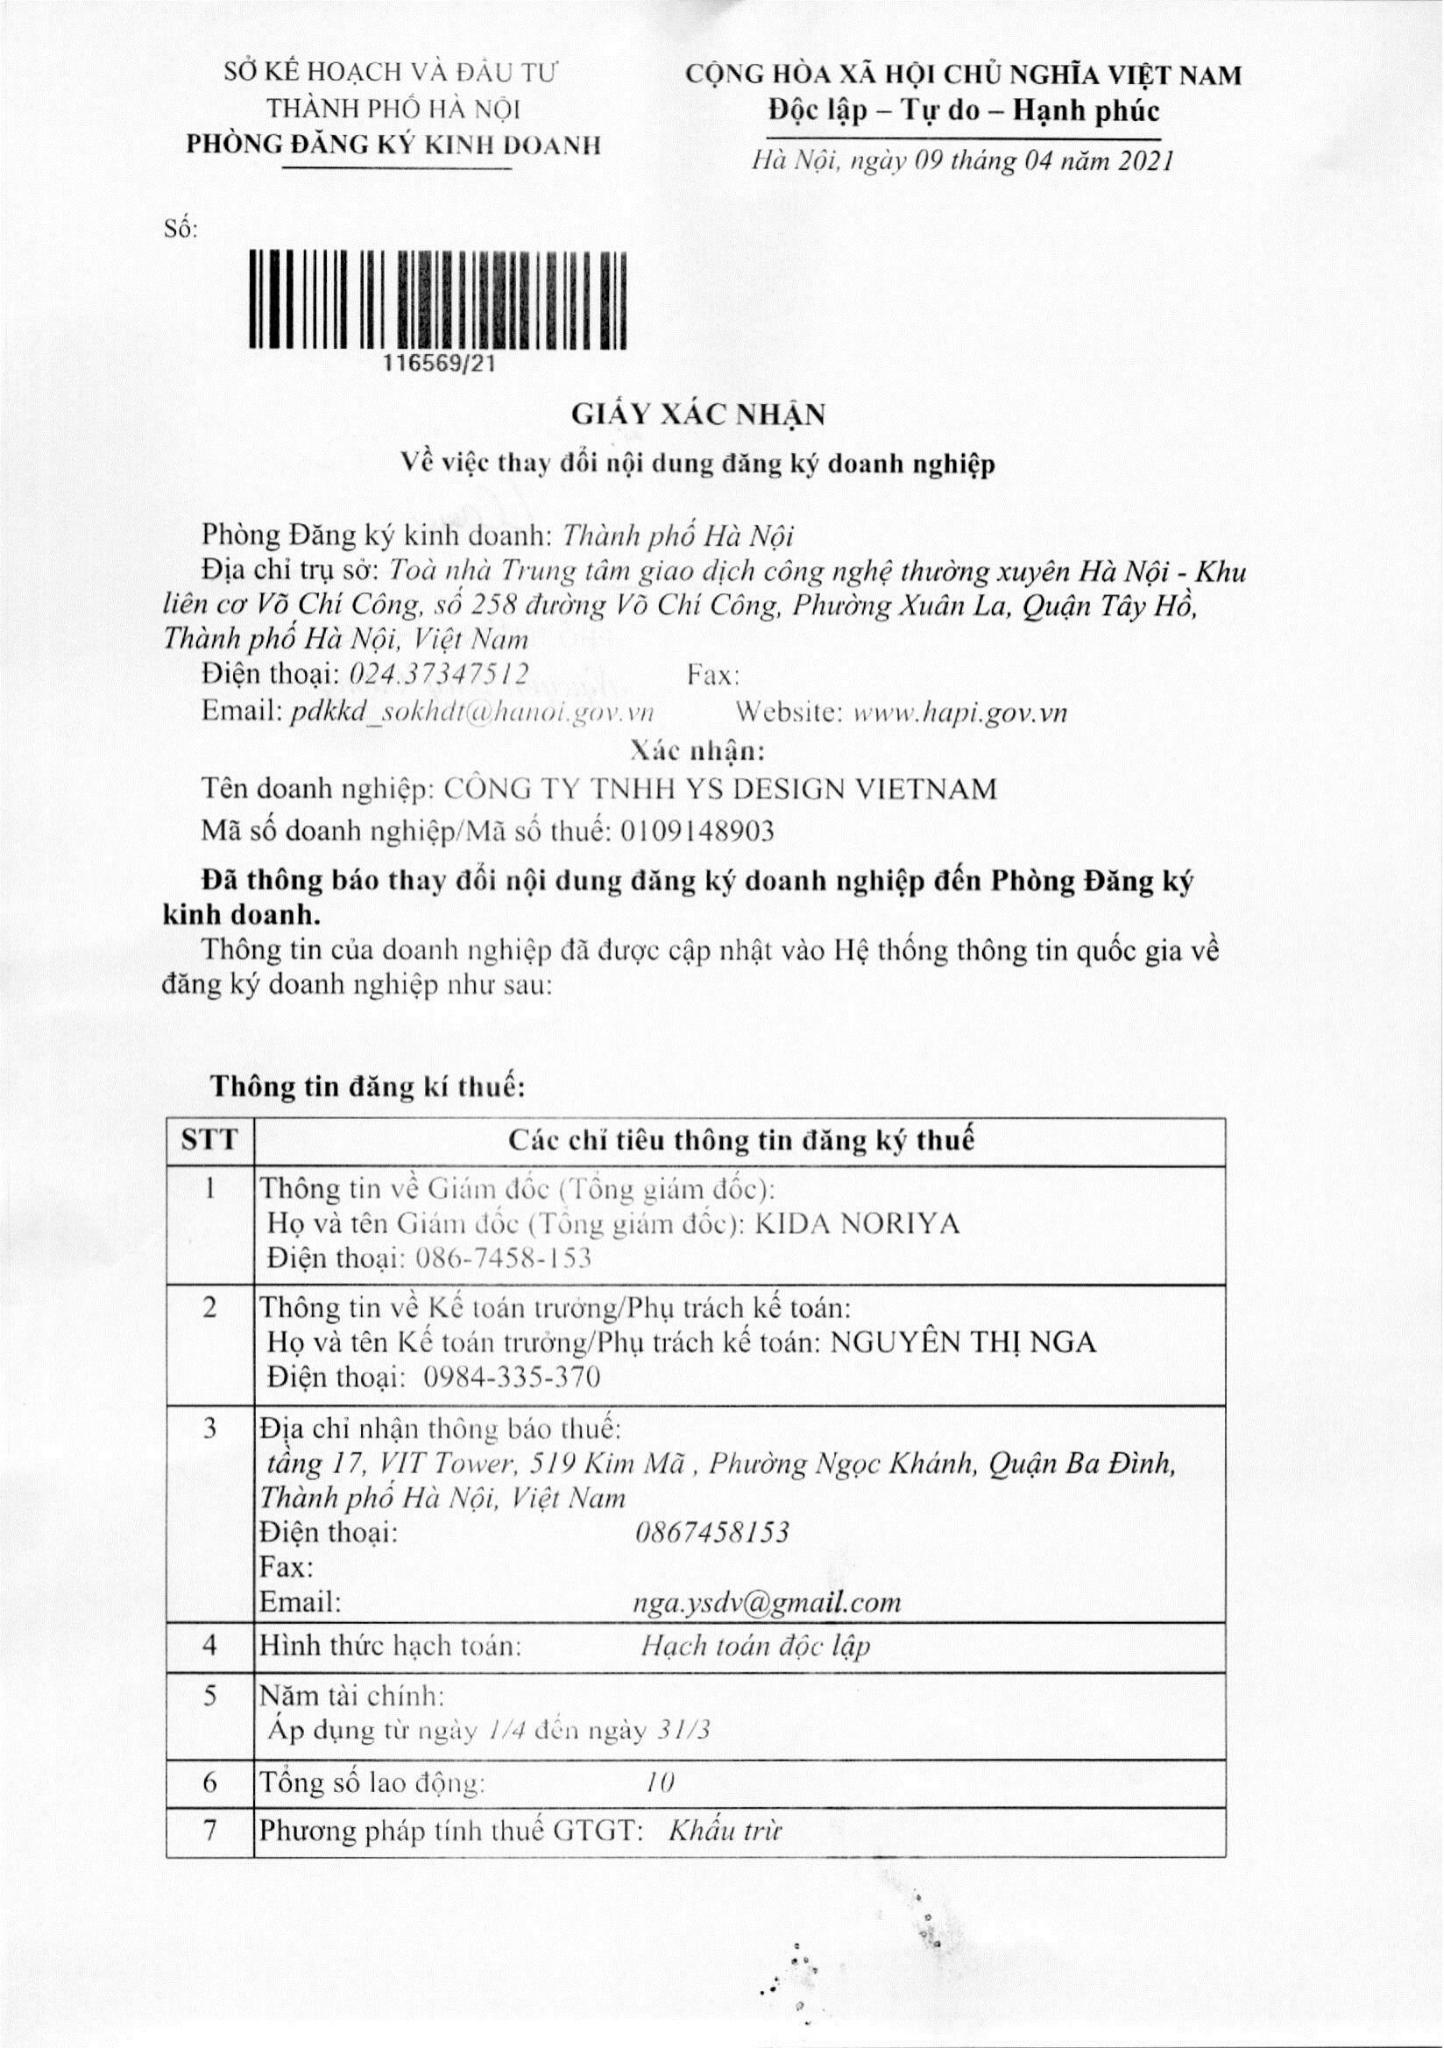 SỞ KẾ HOẠCH VÀ ĐẦU TƯ
THÀNH PHỐ HÀ NỘI
PHÒNG ĐĂNG KÝ KINH DOANH
CỘNG HÒA XÃ HỘI CHỦ NGHĨA VIỆT NAM
Độc lập – Tự do – Hạnh phúc
Hà Nội, ngày 09 tháng 04 năm 2021
Số:
116569/21
GIẤY XÁC NHẬN
Về việc thay đổi nội dung đăng ký doanh nghiệp
Phòng Đăng ký kinh doanh: Thành phố Hà Nội
Địa chỉ trụ sở: Toà nhà Trung tâm giao dịch công nghệ thường xuyên Hà Nội - Khu
liên cơ Võ Chí Công, số 258 đường Võ Chí Công, Phường Xuân La, Quận Tây Hồ,
Thành phố Hà Nội, Việt Nam
Điện thoại: 024.37347512 Fax:
Email: pdkkd_sokhdt@hanoi.gov.vn Website: www.hapi.gov.vn
Xác nhận:
Tên doanh nghiệp: CÔNG TY TNHH YS DESIGN VIETNAM
Mã số doanh nghiệp/Mã số thuế: 0109148903
Đã thông báo thay đổi nội dung đăng ký doanh nghiệp đến Phòng Đăng ký
kinh doanh.
Thông tin của doanh nghiệp đã được cập nhật vào Hệ thống thông tin quốc gia về
đăng ký doanh nghiệp như sau:
Thông tin đăng kí thuế:
STT Các chỉ tiêu thông tin đăng ký thuế
1 Thông tin về Giám đốc (Tổng giám đốc):
Họ và tên Giám đốc (Tổng giám đốc): KIDA NORIYA
Điện thoại: 086-7458-153
2 Thông tin về Kế toán trưởng/Phụ trách kế toán:
Họ và tên Kế toán trưởng/Phụ trách kế toán: NGUYỄN THỊ NGA
Điện thoại: 0984-335-370
3 Địa chỉ nhận thông báo thuế:
tầng 17, VIT Tower, 519 Kim Mã , Phường Ngọc Khánh, Quận Ba Đình,
Thành phố Hà Nội, Việt Nam
Điện thoại: 0867458153
Fax:
Email: nga.ysdv@gmail.com
4 Hình thức hạch toán: Hạch toán độc lập
5 Năm tài chính:
Áp dụng từ ngày 1/4 đến ngày 31/3
6 Tổng số lao động: 10
7 Phương pháp tính thuế GTGT: Khấu trừ